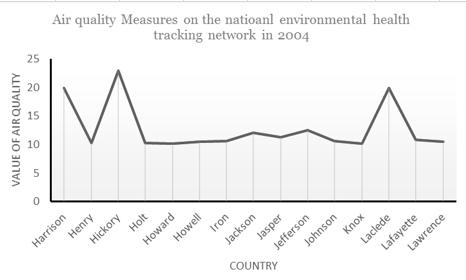 Air quality Measures on the natioanl environmental health
tracking network in 2004
VALUE OF AIR QUALITY
25
20
15
10
5
0
Harrison
Henry
Hickory
Holt
Howard
Howell
Iron
Jackson
Jasper
Jefferson
Johnson
Knox
Laclede
Lafayette
Lawrence
COUNTRY